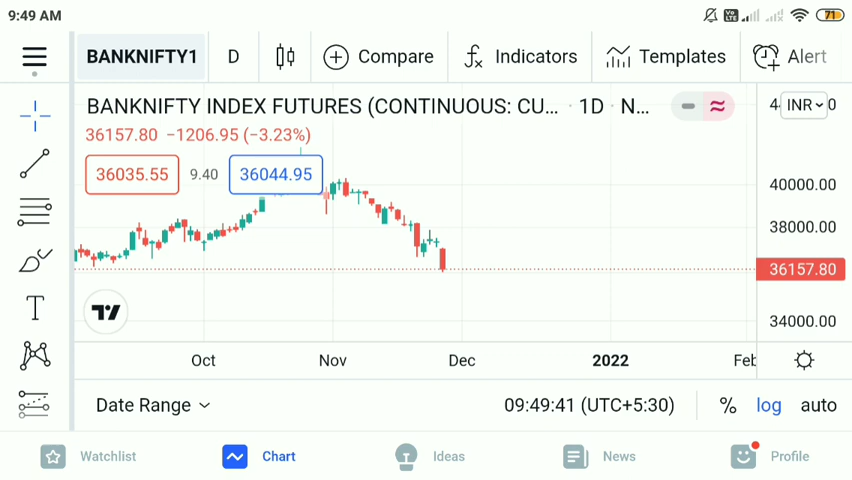 9:49 AM
Vo LTE
71
BANKNIFTY1 D Compare Indicators Templates Alert
BANKNIFTY INDEX FUTURES (CONTINUOUS: CU... · 1D · N...
INR
36157.80 −1206.95 (−3.23%)
36035.55 9.40 36044.95
40000.00
38000.00
36157.80
34000.00
Oct Nov Dec 2022 Feb
Date Range 09:49:41 (UTC+5:30) % log auto
Watchlist Chart Ideas News Profile